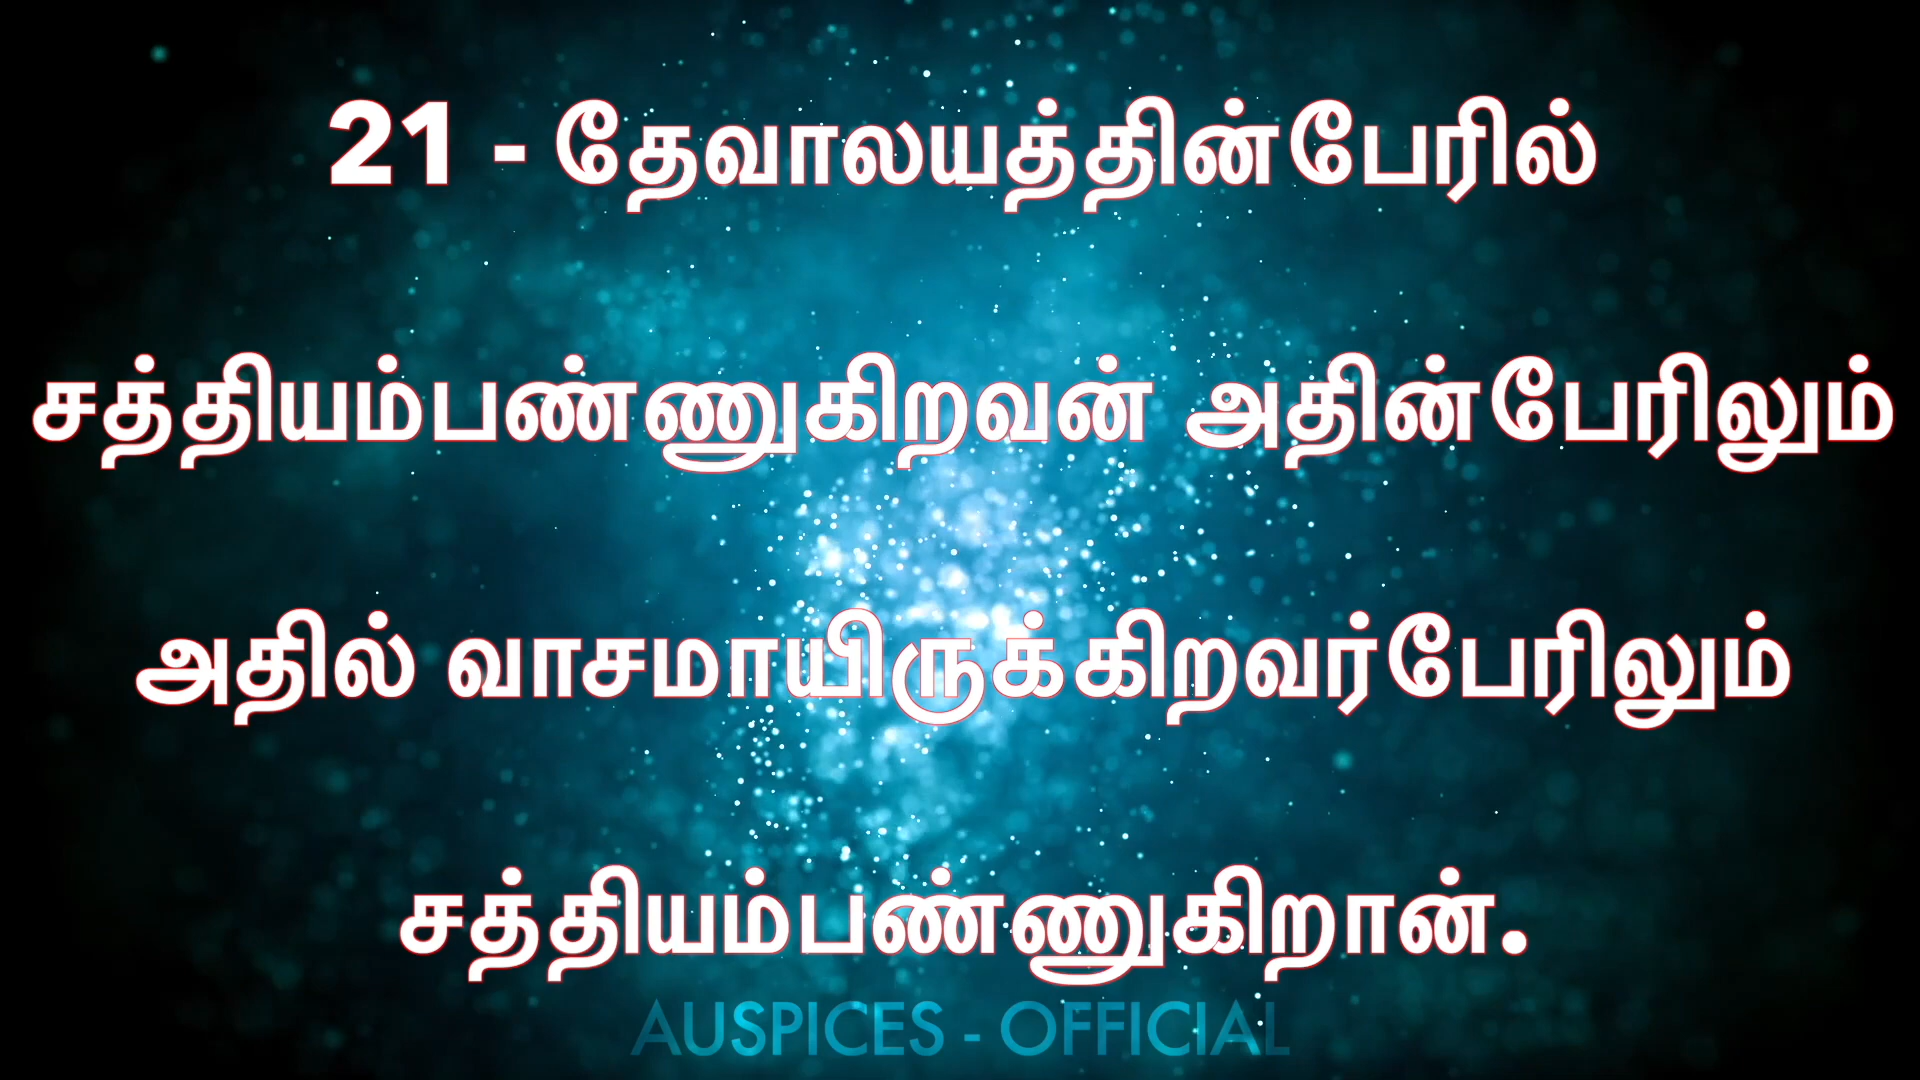 21 - தேவாலயத்தின்பேரில்
சத்தியம்பண்ணுகிறவன் அதின்பேரிலும்
அதில் வாசமாயிருக்கிறவர்பேரிலும்
சத்தியம்பண்ணுகிறான்.
AUSPICES - OFFICIAL